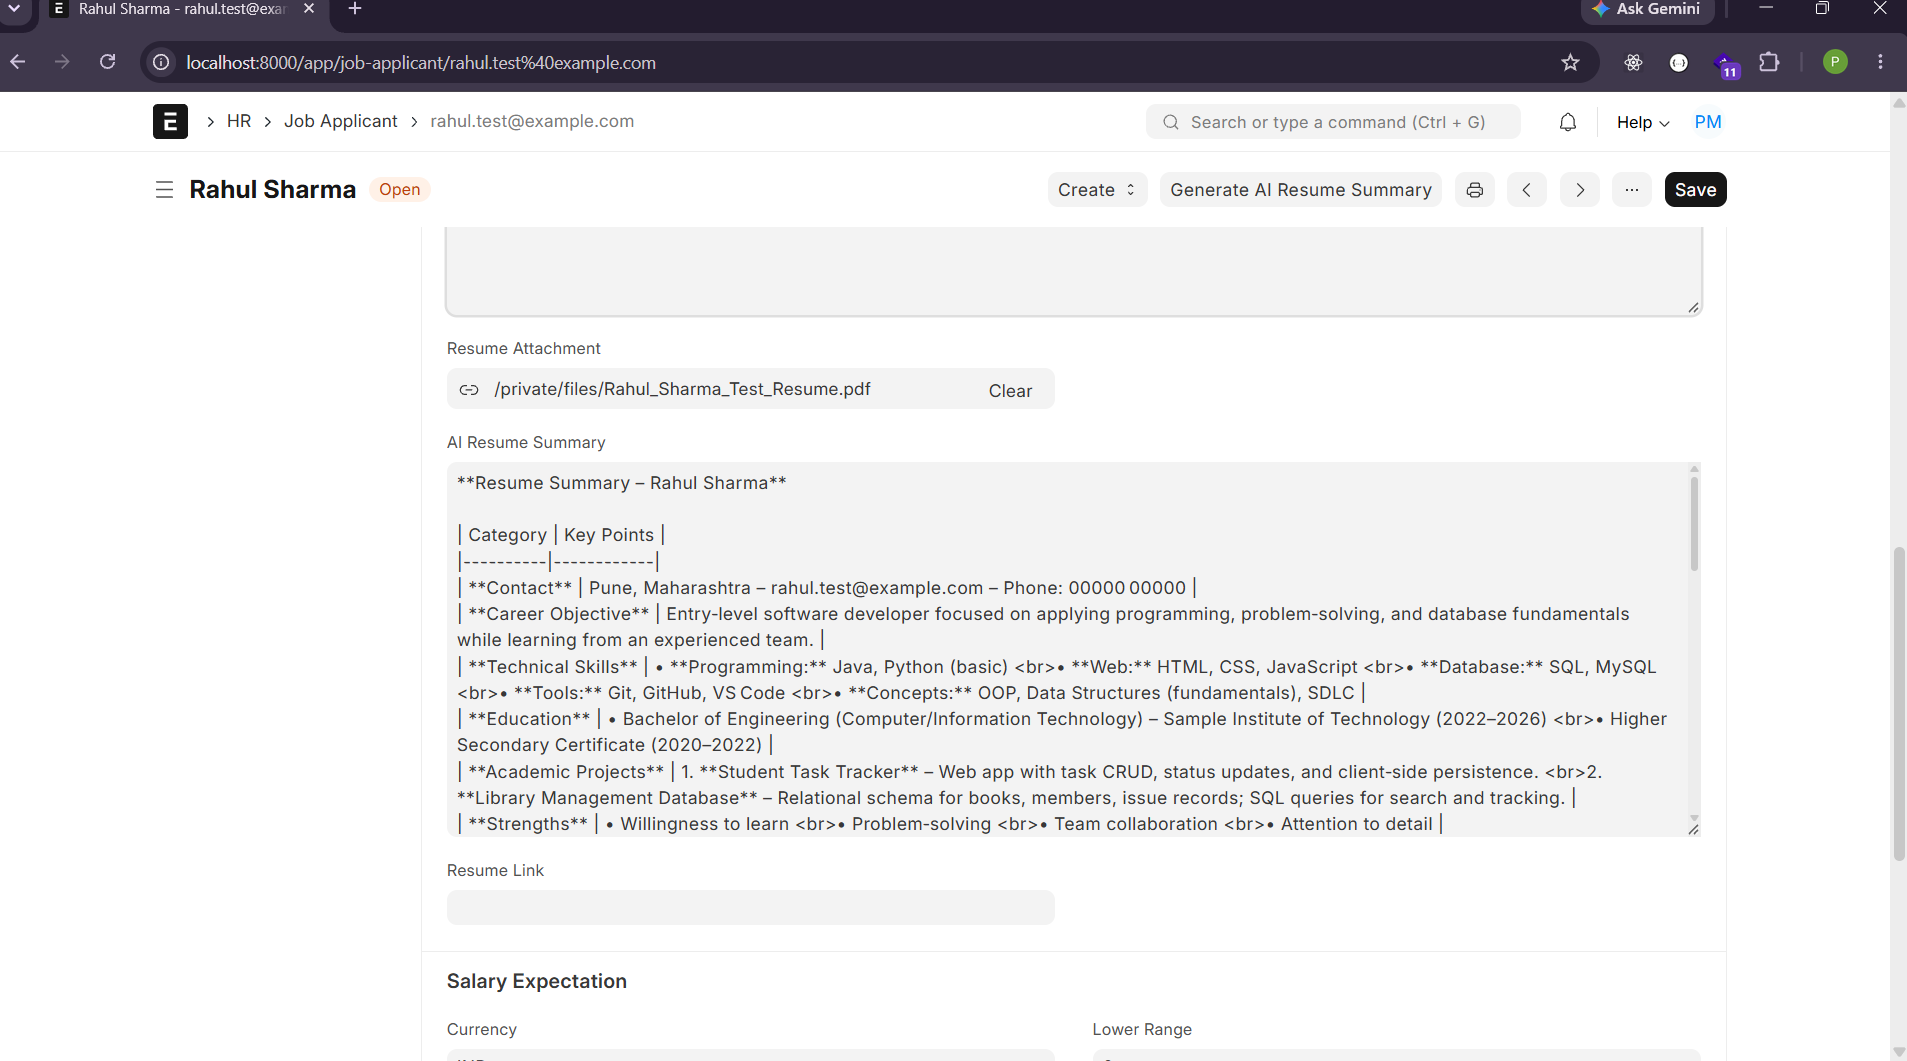 Rahul Sharma - rahul.test@exa
Ask Gemini
localhost:8000/app/job-applicant/rahul.test%40example.com
11
P
E > HR > Job Applicant > rahul.test@example.com
Search or type a command (Ctrl + G)
Help
PM
Rahul Sharma
Open
Create
Generate AI Resume Summary
Save
Resume Attachment
/private/files/Rahul_Sharma_Test_Resume.pdf
Clear
AI Resume Summary
**Resume Summary – Rahul Sharma**
| Category | Key Points |
|----------|------------|
| **Contact** | Pune, Maharashtra – rahul.test@example.com – Phone: 00000 00000 |
| **Career Objective** | Entry-level software developer focused on applying programming, problem-solving, and database fundamentals
while learning from an experienced team. |
| **Technical Skills** | • **Programming:** Java, Python (basic) <br>• **Web:** HTML, CSS, JavaScript <br>• **Database:** SQL, MySQL
<br>• **Tools:** Git, GitHub, VS Code <br>• **Concepts:** OOP, Data Structures (fundamentals), SDLC |
| **Education** | • Bachelor of Engineering (Computer/Information Technology) – Sample Institute of Technology (2022–2026) <br>• Higher
Secondary Certificate (2020–2022) |
| **Academic Projects** | 1. **Student Task Tracker** – Web app with task CRUD, status updates, and client-side persistence. <br>2.
**Library Management Database** – Relational schema for books, members, issue records; SQL queries for search and tracking. |
| **Strengths** | • Willingness to learn <br>• Problem-solving <br>• Team collaboration <br>• Attention to detail |
Resume Link
Salary Expectation
Currency
Lower Range